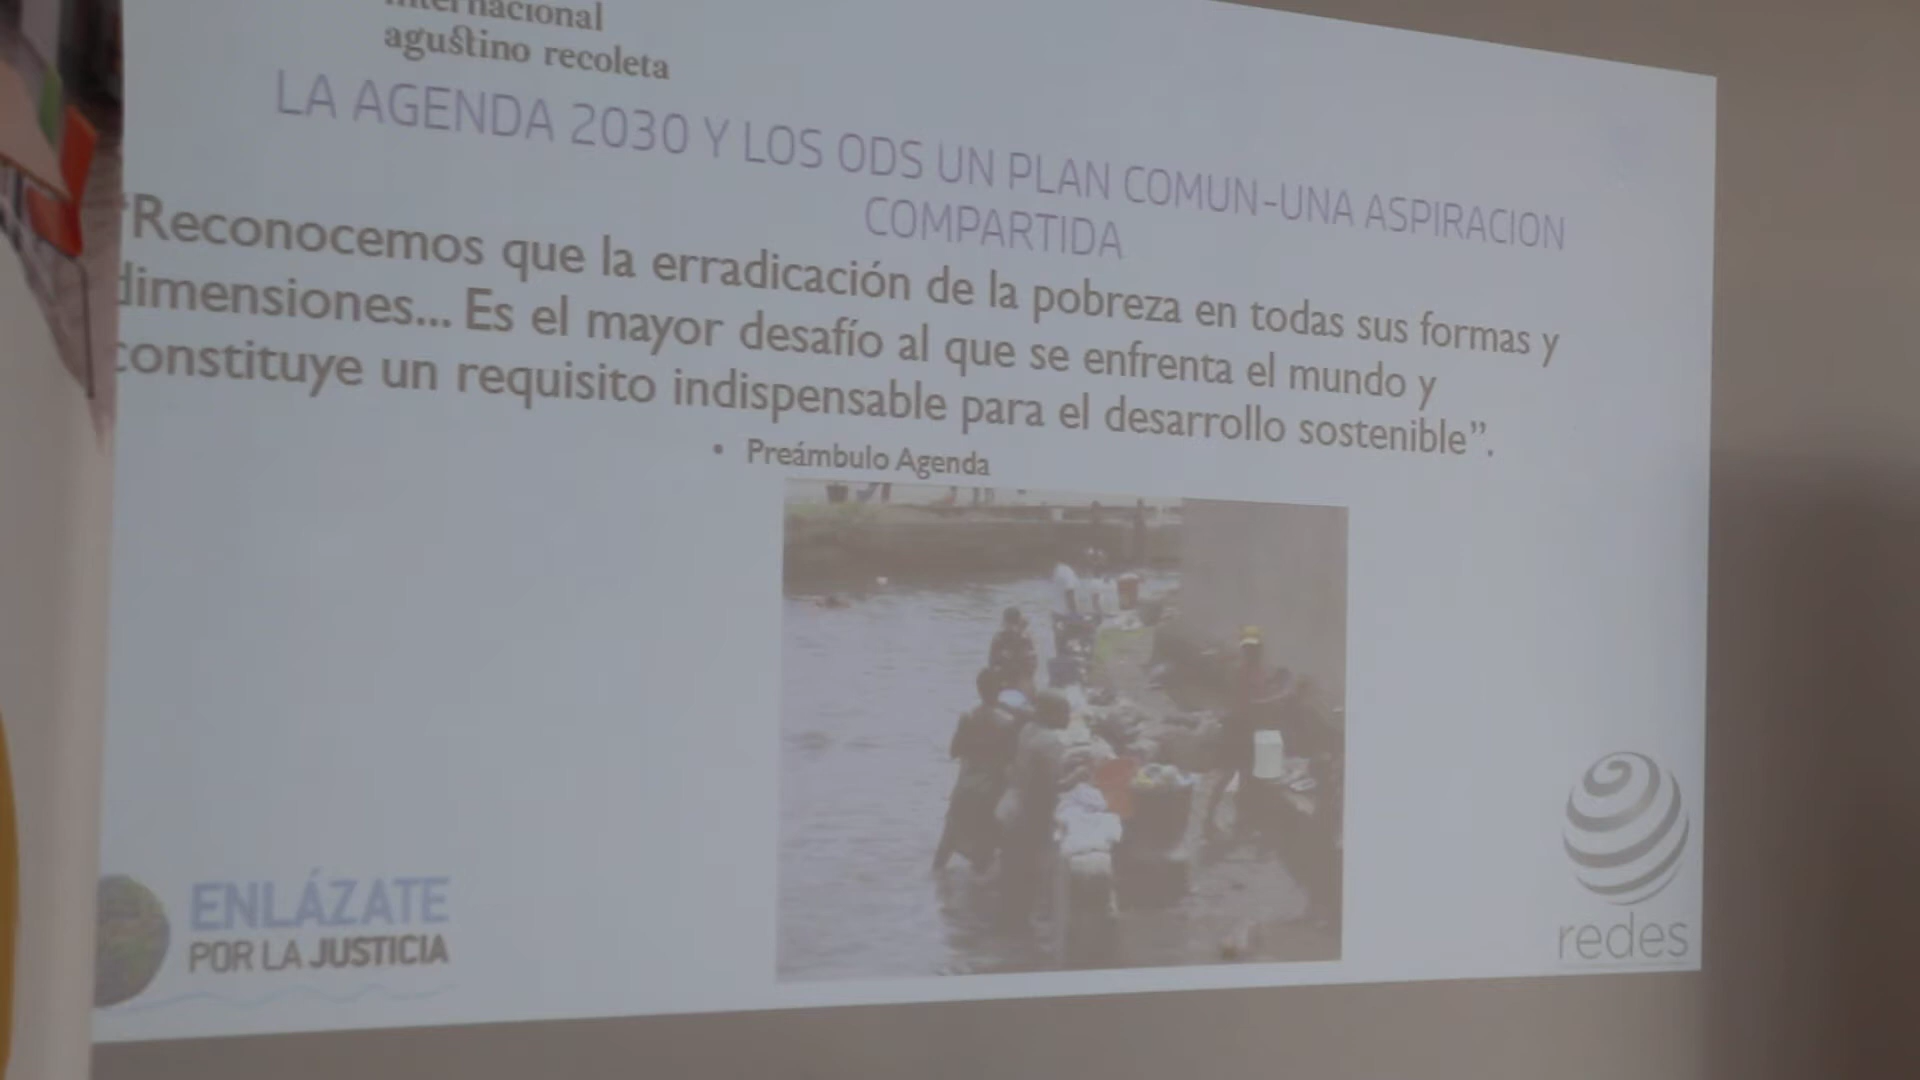 internacional
agustino recoleta
LA AGENDA 2030 Y LOS ODS UN PLAN COMUN-UNA ASPIRACION
COMPARTIDA
“Reconocemos que la erradicación de la pobreza en todas sus formas y
dimensiones... Es el mayor desafío al que se enfrenta el mundo y
constituye un requisito indispensable para el desarrollo sostenible”.
• Preámbulo Agenda
ENLÁZATE
POR LA JUSTICIA
redes